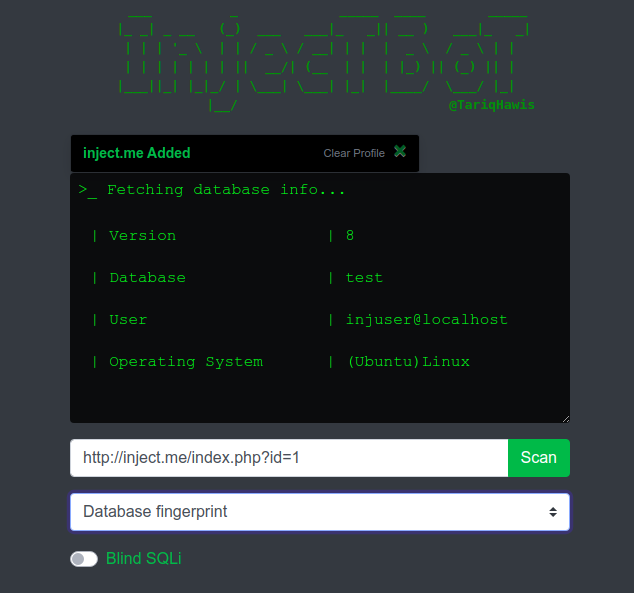 InjectBot
@TariqHawis
inject.me Added Clear Profile
>_ Fetching database info...
| Version | 8
| Database | test
| User | injuser@localhost
| Operating System | (Ubuntu)Linux
http://inject.me/index.php?id=1 Scan
Database fingerprint
Blind SQLi